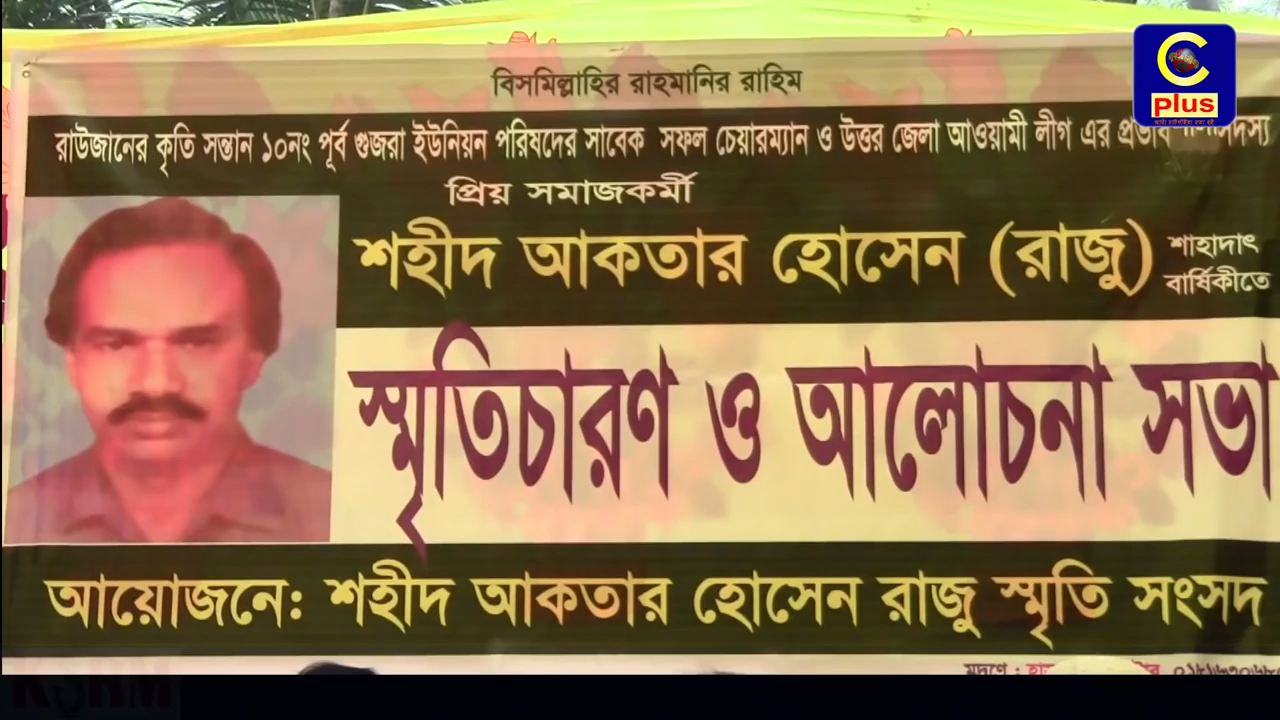 বিসমিল্লাহির রাহমানির রাহিম
রাউজানের কৃতি সন্তান ১০নং পূর্ব গুজরা ইউনিয়ন পরিষদের সাবেক সফল চেয়ারম্যান ও উত্তর জেলা আওয়ামী লীগ এর
প্রিয় সমাজকর্মী
শহীদ আকতার হোসেন (রাজু) শাহাদাৎ
বার্ষিকীতে
স্মৃতিচারণ ও আলোচনা সভা
আয়োজনে: শহীদ আকতার হোসেন রাজু স্মৃতি সংসদ
মুদ্রণে :
C
plus